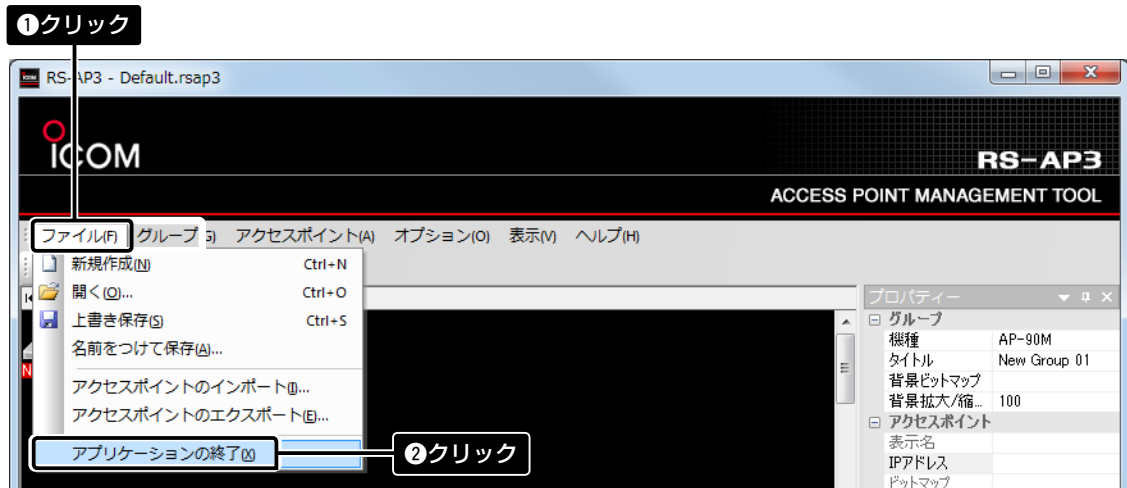 ❶クリック
RS-AP3 - Default.rsap3
ICOM
RS-AP3
ACCESS POINT MANAGEMENT TOOL
ファイル(F) グループ G) アクセスポイント(A) オプション(O) 表示(V) ヘルプ(H)
新規作成(N) Ctrl+N
開く(O)... Ctrl+O
上書き保存(S) Ctrl+S
名前をつけて保存(A)...
アクセスポイントのインポート(I)...
アクセスポイントのエクスポート(E)...
アプリケーションの終了(X)
❷クリック
プロパティー
グループ
機種 AP-90M
タイトル New Group 01
背景ビットマップ
背景拡大/縮... 100
アクセスポイント
表示名
IPアドレス
ビットマップ
N